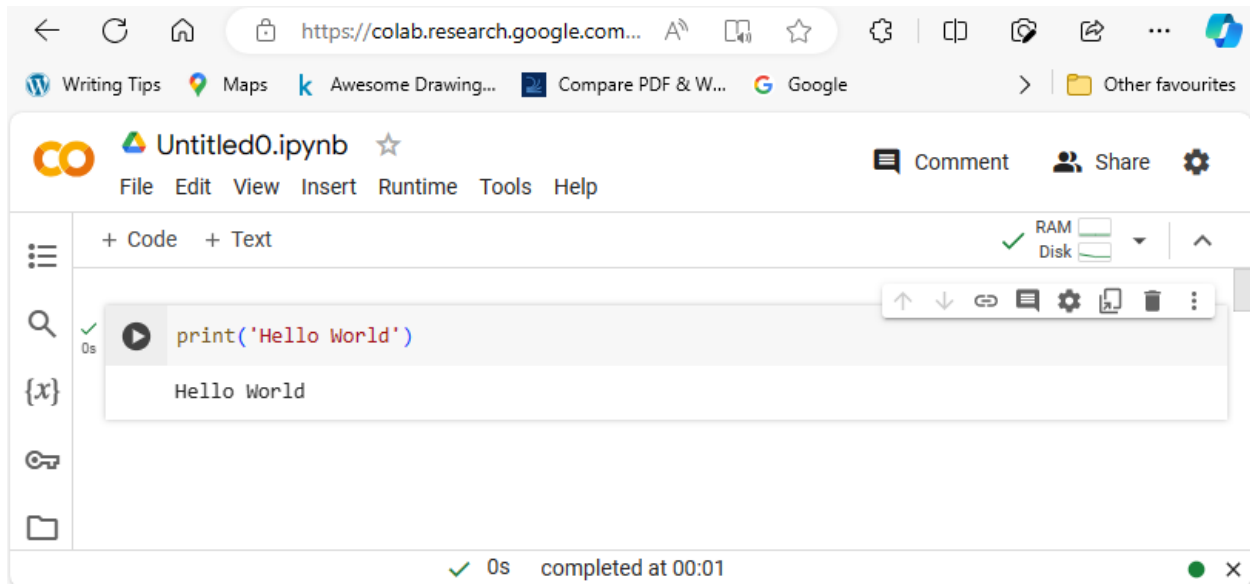 https://colab.research.google.com...
Writing Tips Maps Awesome Drawing... Compare PDF & W... Google Other favourites
Untitled0.ipynb
Comment Share
File Edit View Insert Runtime Tools Help
+ Code + Text
RAM
Disk
print('Hello World')
0s
Hello World
{x}
0s completed at 00:01